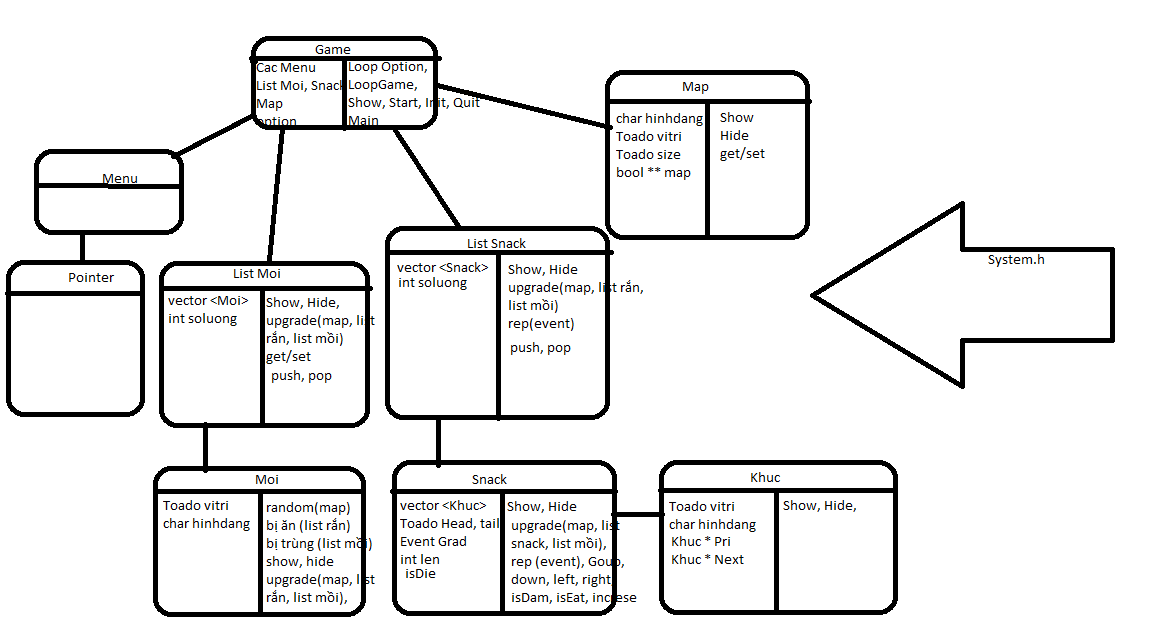 Game
Cac Menu
List Moi, Snack
Map
option
Loop Option,
LoopGame,
Show, Start, Init, Quit
Main
Map
char hinhdang
Toado vitri
Toado size
bool ** map
Show
Hide
get/set
Menu
Pointer
List Moi
vector <Moi>
int soluong
Show, Hide,
upgrade(map, list
rắn, list mồi)
get/set
push, pop
List Snack
vector <Snack>
int soluong
Show, Hide
upgrade(map, list rắn,
list mồi)
rep(event)
push, pop
System.h
Moi
Toado vitri
char hinhdang
random(map)
bị ăn (list rắn)
bị trùng (list mồi)
show, hide
upgrade(map, list
rắn, list mồi),
Snack
vector <Khuc>
Toado Head, tail
Event Grad
int len
isDie
Show, Hide
upgrade(map, list
snack, list mồi),
rep (event), Goup,
down, left, right
isDam, isEat, increse
Khuc
Toado vitri
char hinhdang
Khuc * Pri
Khuc * Next
Show, Hide,